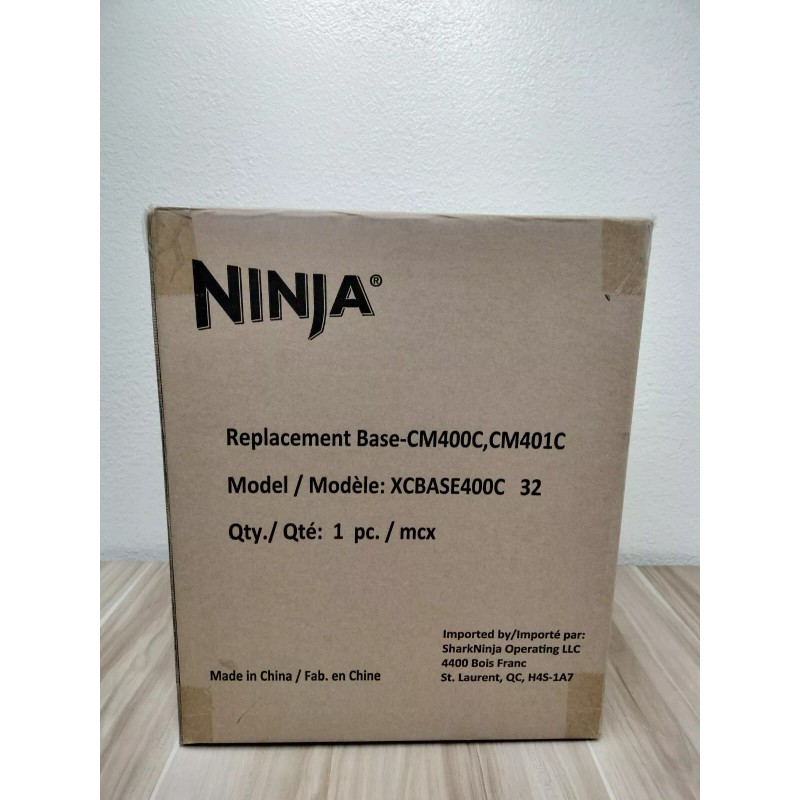 NINJA®
Replacement Base-CM400C,CM401C
Model / Modèle: XCBASE400C 32
Qty./ Qté: 1 pc. / mcx
Imported by/Importé par:
SharkNinja Operating LLC
4400 Bois Franc
St. Laurent, QC, H4S-1A7
Made in China / Fab. en Chine